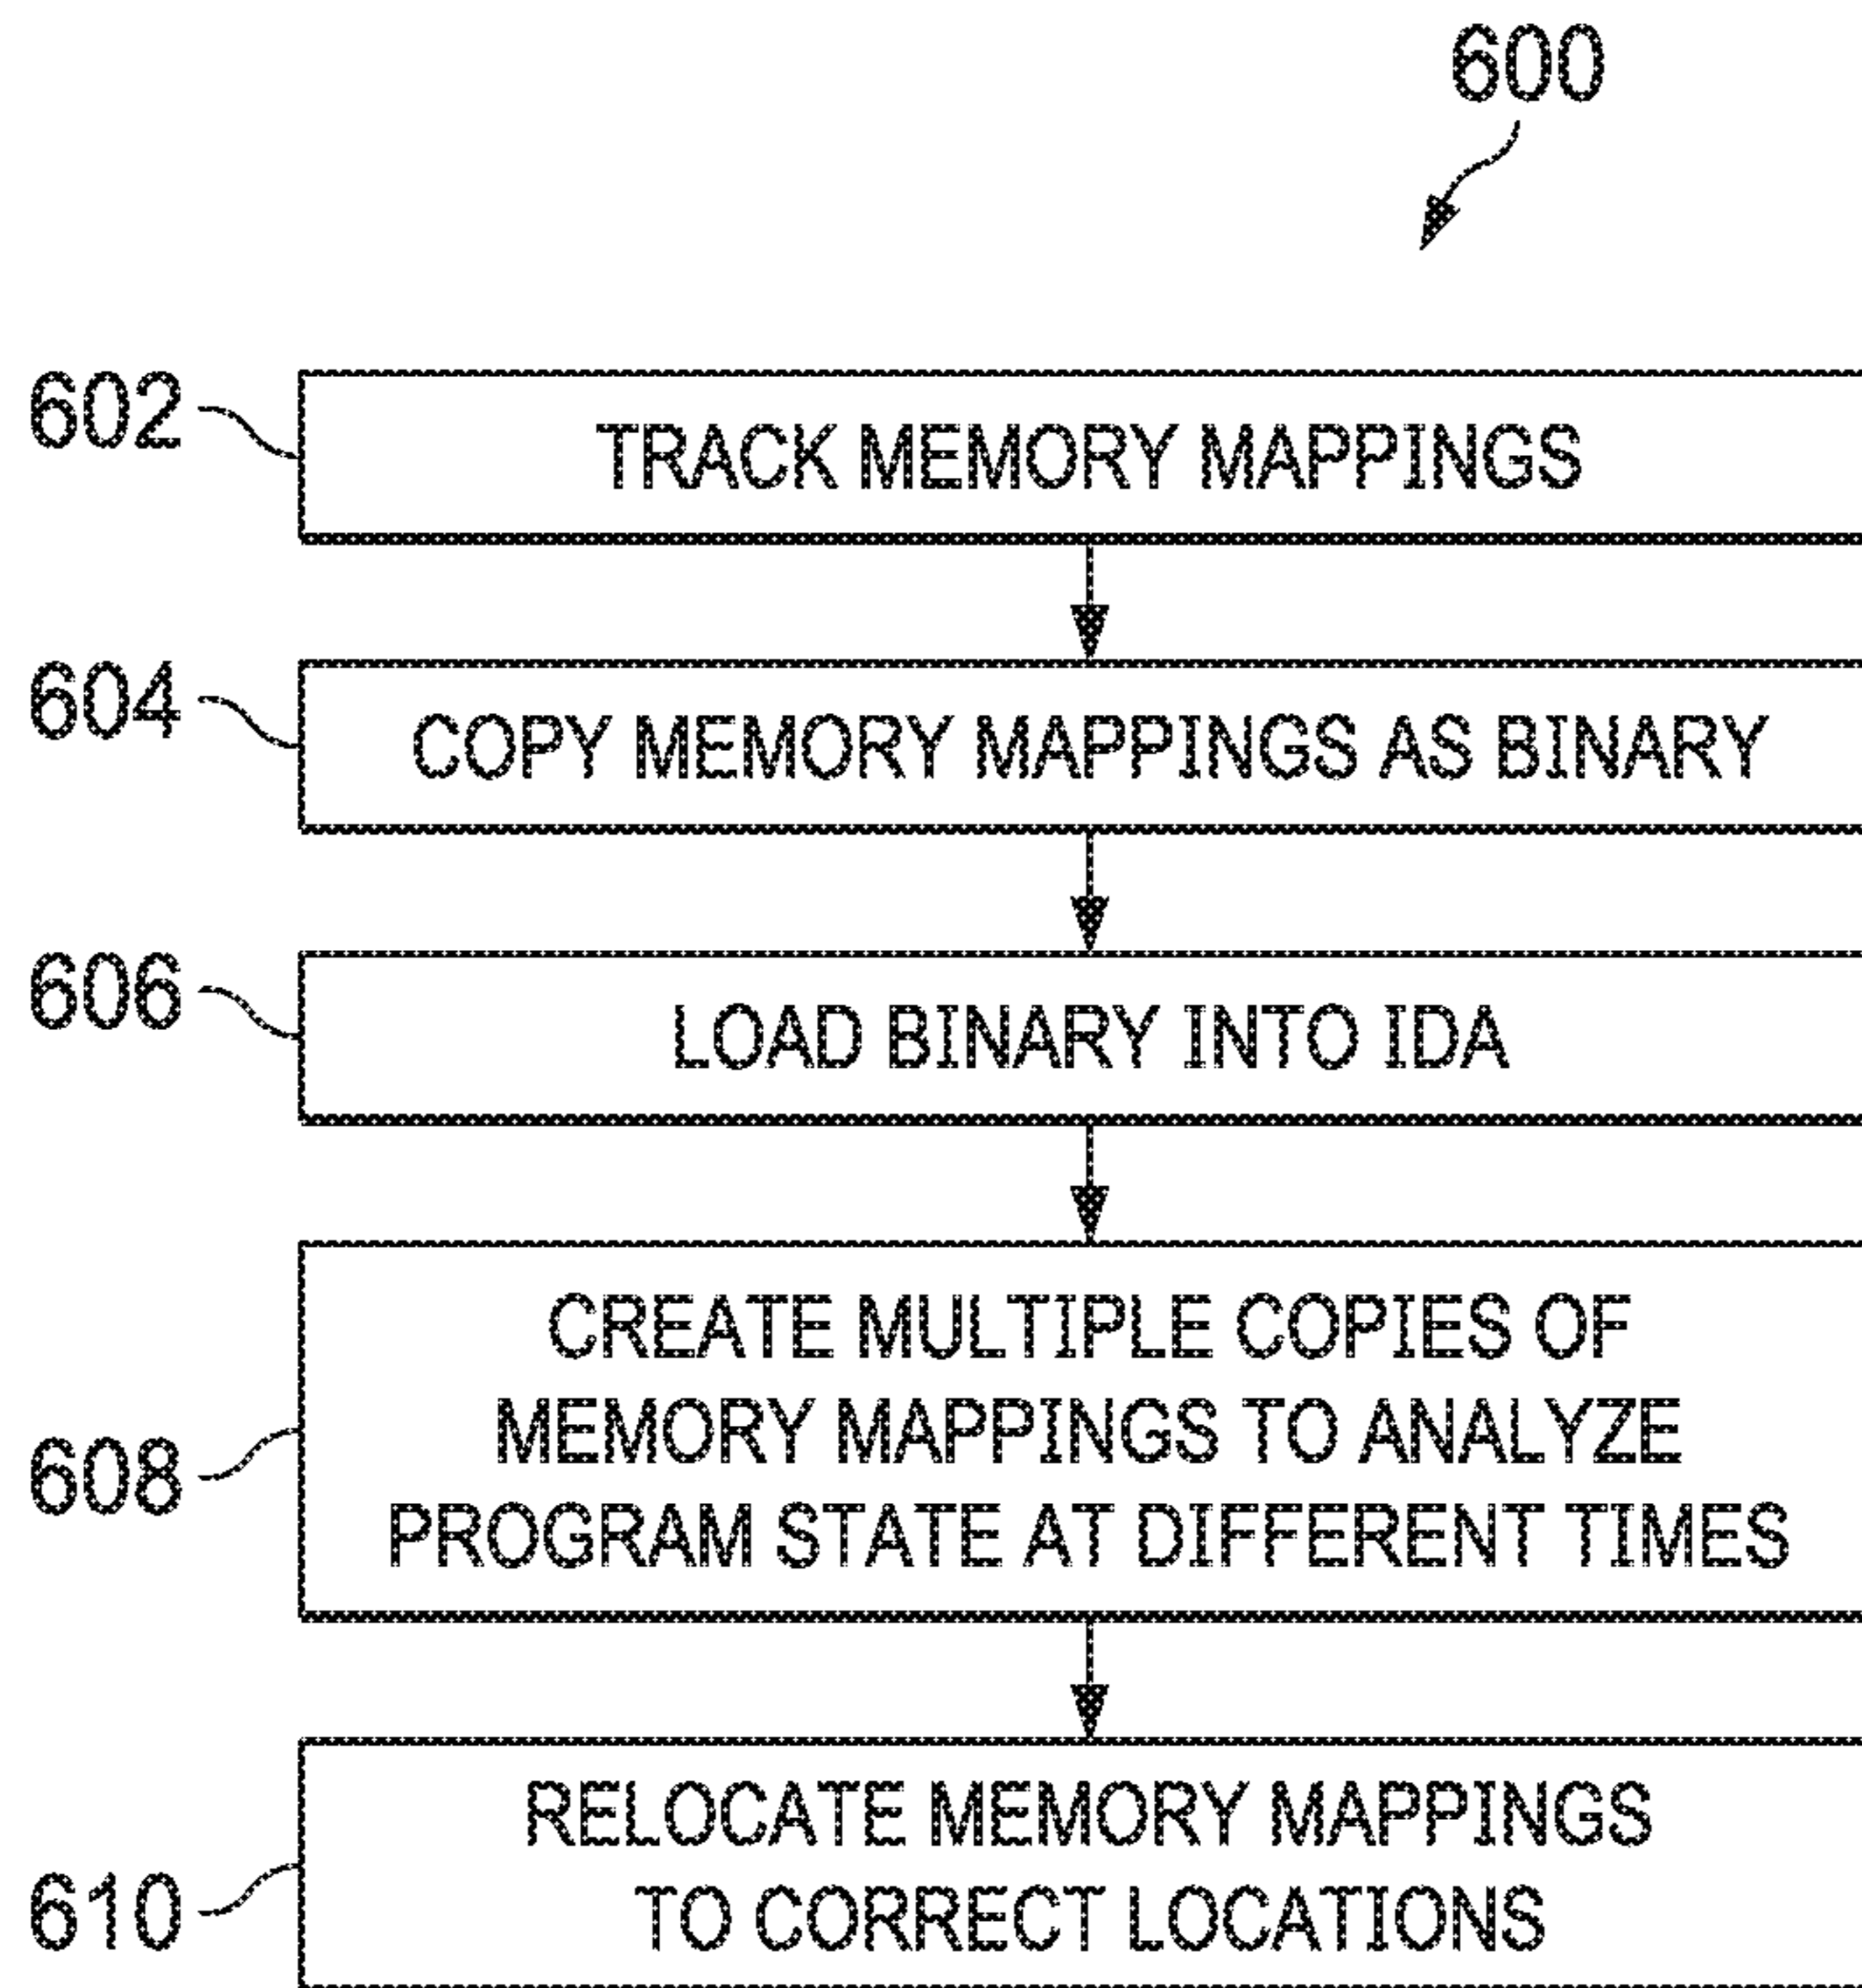 600
602
TRACK MEMORY MAPPINGS
604
COPY MEMORY MAPPINGS AS BINARY
606
LOAD BINARY INTO IDA
608
CREATE MULTIPLE COPIES OF
MEMORY MAPPINGS TO ANALYZE
PROGRAM STATE AT DIFFERENT TIMES
610
RELOCATE MEMORY MAPPINGS
TO CORRECT LOCATIONS